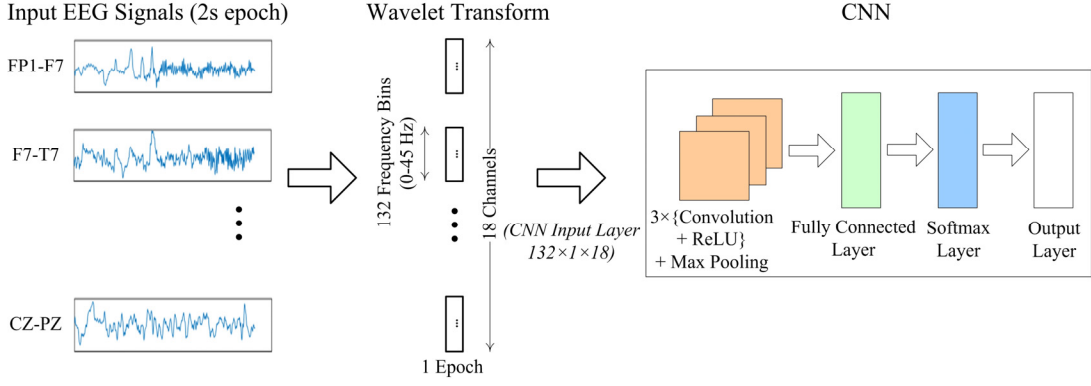 Input EEG Signals (2s epoch)
Wavelet Transform
CNN
FP1-F7
F7-T7
CZ-PZ
132 Frequency Bins
(0-45 Hz)
...
...
...
18 Channels
1 Epoch
(CNN Input Layer
132×1×18)
3×{Convolution
+ ReLU}
+ Max Pooling
Fully Connected
Layer
Softmax
Layer
Output
Layer